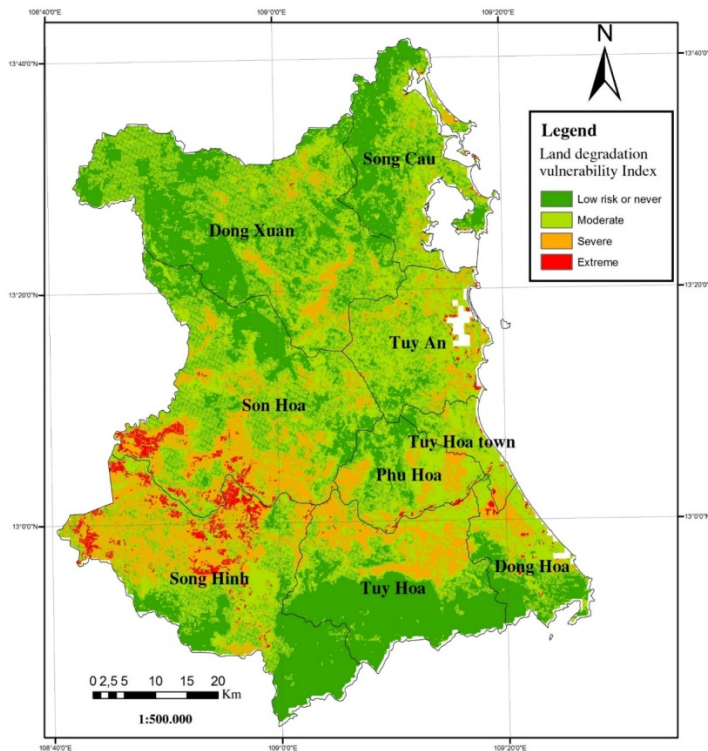 108°40'0"E
109°0'0"E
109°20'0"E
N
13°40'0"N
13°40'0"N
Legend
Land degradation
vulnerability Index
Low risk or never
Moderate
Severe
Extreme
Song Cau
Dong Xuan
13°20'0"N
13°20'0"N
Tuy An
Son Hoa
Tuy Hoa town
Phu Hoa
13°0'0"N
13°0'0"N
Song Hinh
Tuy Hoa
Dong Hoa
0 2,5 5 10 15 20
Km
1:500.000
108°40'0"E
109°0'0"E
109°20'0"E